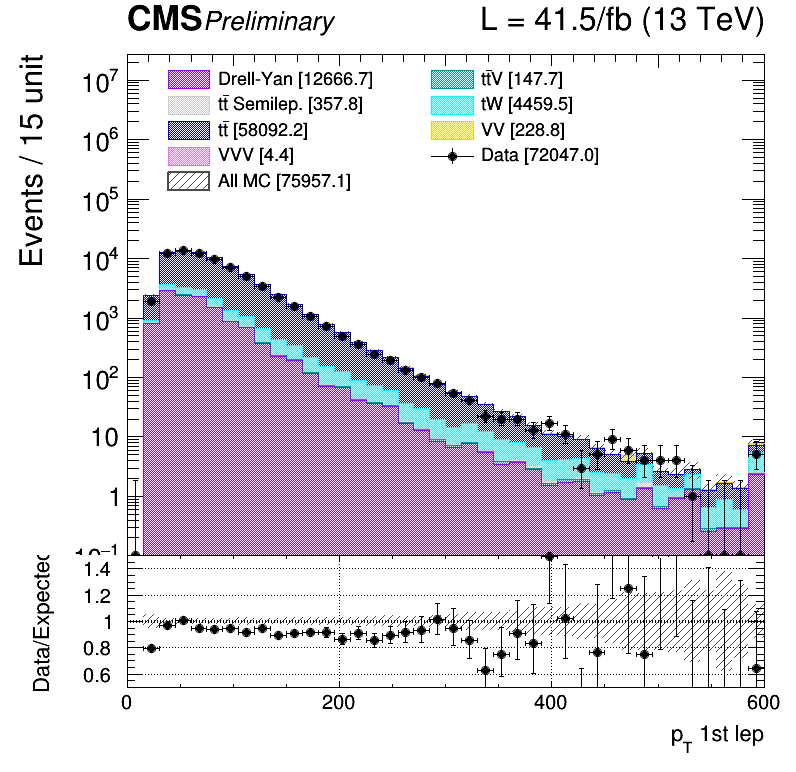 CMS Preliminary L = 41.5/fb (13 TeV)
Drell-Yan [12666.7]
tt̄ Semilep. [357.8]
tt̄ [58092.2]
VVV [4.4]
All MC [75957.1]
tt̄V [147.7]
tW [4459.5]
VV [228.8]
Data [72047.0]
Events / 15 unit
10⁷
10⁶
10⁵
10⁴
10³
10²
10
1
10⁻¹
Data/Expected
1.4
1.2
1
0.8
0.6
0 200 400 600
p_T 1st lep